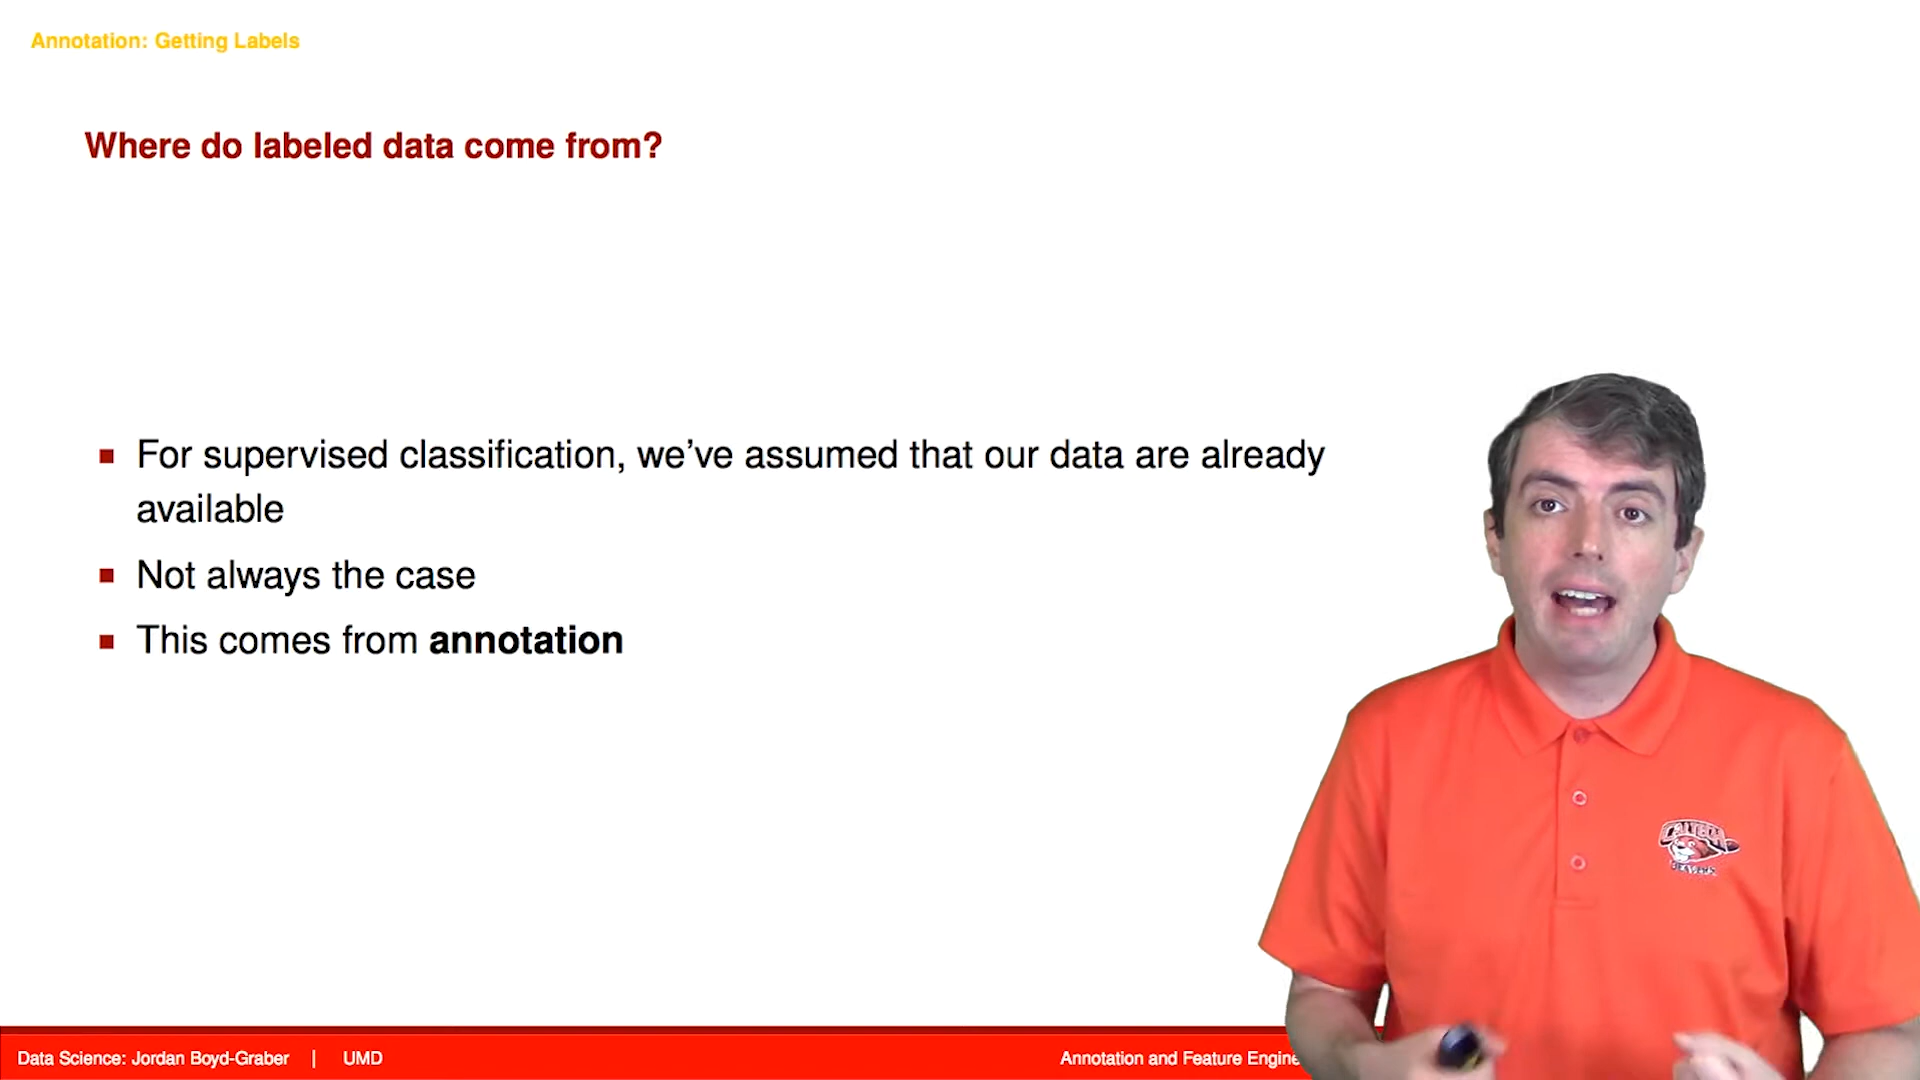 Annotation: Getting Labels
Where do labeled data come from?
For supervised classification, we've assumed that our data are already
available
Not always the case
This comes from annotation
CALTECH
BEAVERS
Data Science: Jordan Boyd-Graber | UMD
Annotation and Feature Engine